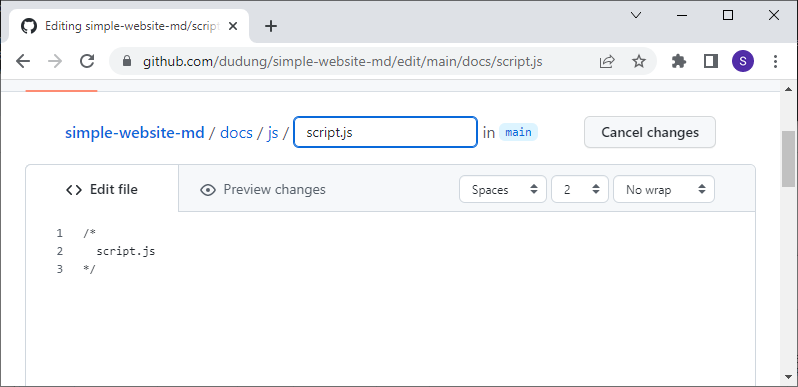 Editing simple-website-md/script
github.com/dudung/simple-website-md/edit/main/docs/script.js
S
simple-website-md / docs / js / script.js in main Cancel changes
<> Edit file Preview changes Spaces 2 No wrap
1 /*
2 script.js
3 */